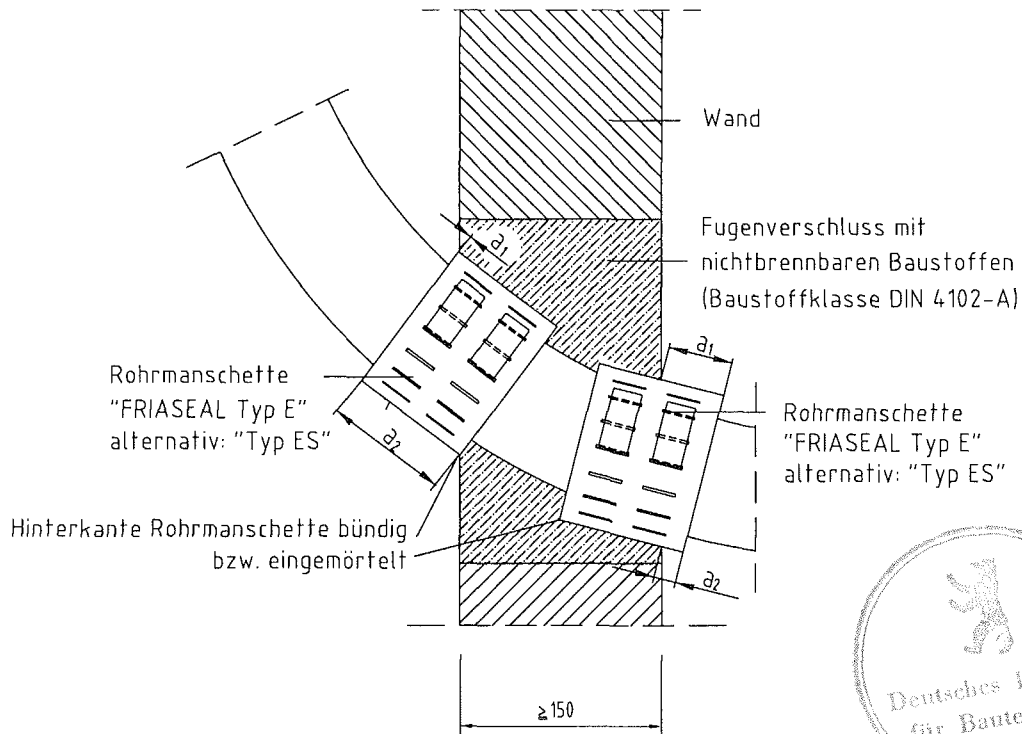 Wand
Fugenverschluss mit
nichtbrennbaren Baustoffen
(Baustoffklasse DIN 4102-A)
a₁
a₁
Rohrmanschette
"FRIASEAL Typ E"
alternativ: "Typ ES"
a₂
Rohrmanschette
"FRIASEAL Typ E"
alternativ: "Typ ES"
Hinterkante Rohrmanschette bündig
bzw. eingemörtelt
a₂
≥150
Deutsches
für